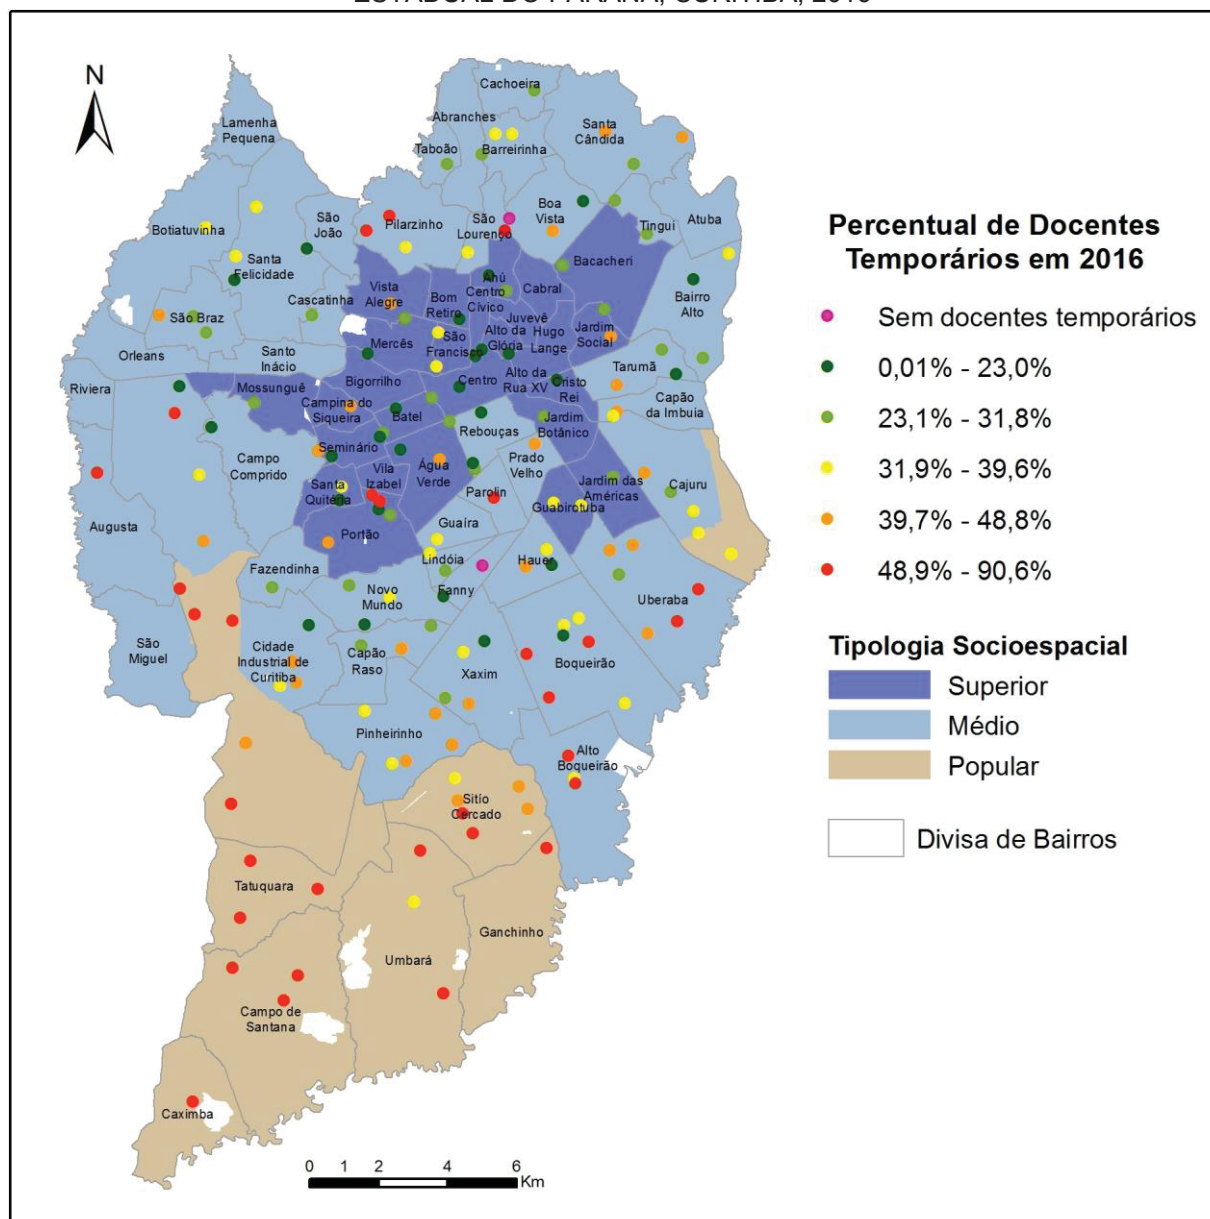 ESTADUAL DO PARANÁ, CURITIBA, 2016
N
Cachoeira
Abranches
Santa
Cândida
Lamenha
Pequena
Taboão
Barreirinha
Boa
Vista
Atuba
São
João
Pilarzinho
São
Lourenço
Tingui
Botiatuvinha
Santa
Felicidade
Bacacheri
Ahú
Cabral
Vista
Alegre
Bom
Retiro
Centro
Cívico
Bairro
Alto
Cascatinha
São Braz
Juvevê
Alto da
Glória
Hugo
Lange
Jardim
Social
Mercês
São
Francisco
Orleans
Santo
Inácio
Tarumã
Riviera
Mossunguê
Bigorrilho
Centro
Alto da
Rua XV
Cristo
Rei
Campina do
Siqueira
Batel
Capão
da Imbuia
Rebouças
Jardim
Botânico
Seminário
Campo
Comprido
Prado
Velho
Água
Verde
Vila
Izabel
Santa
Quitéria
Parolin
Jardim das
Américas
Cajuru
Guabirotuba
Augusta
Guaíra
Portão
Lindóia
Hauer
Fazendinha
Fanny
Novo
Mundo
Uberaba
São
Miguel
Cidade
Industrial de
Curitiba
Capão
Raso
Xaxim
Boqueirão
Pinheirinho
Alto
Boqueirão
Sitío
Cercado
Tatuquara
Ganchinho
Umbará
Campo de
Santana
Caximba
0 1 2 4 6
Km
Percentual de Docentes
Temporários em 2016
Sem docentes temporários
0,01% - 23,0%
23,1% - 31,8%
31,9% - 39,6%
39,7% - 48,8%
48,9% - 90,6%
Tipologia Socioespacial
Superior
Médio
Popular
Divisa de Bairros